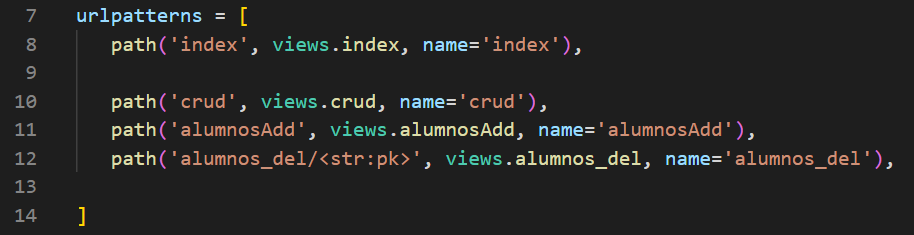 7 urlpatterns = [
8 path('index', views.index, name='index'),
9
10 path('crud', views.crud, name='crud'),
11 path('alumnosAdd', views.alumnosAdd, name='alumnosAdd'),
12 path('alumnos_del/<str:pk>', views.alumnos_del, name='alumnos_del'),
13
14 ]